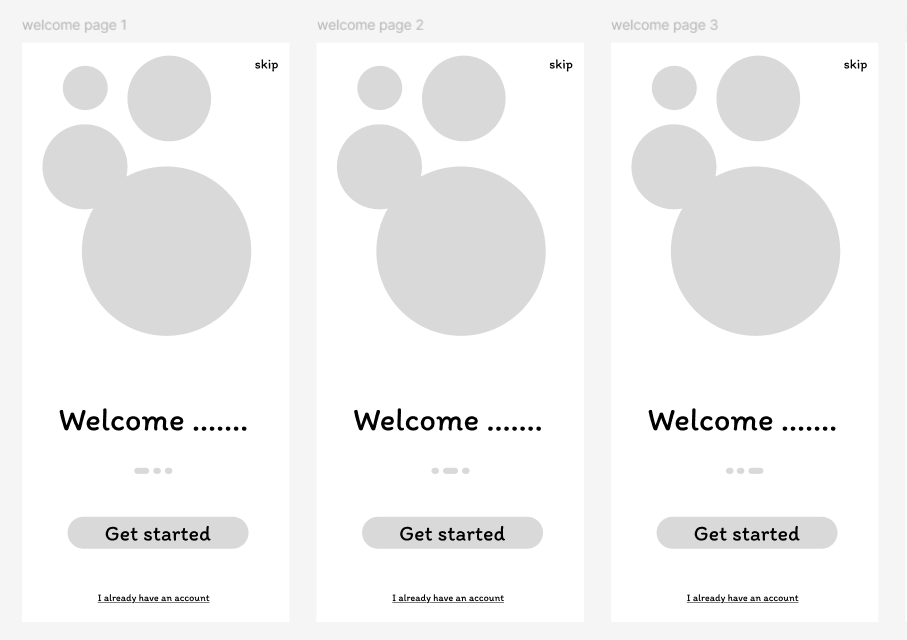 welcome page 1
skip
Welcome .......
Get started
I already have an account
welcome page 2
skip
Welcome .......
Get started
I already have an account
welcome page 3
skip
Welcome .......
Get started
I already have an account